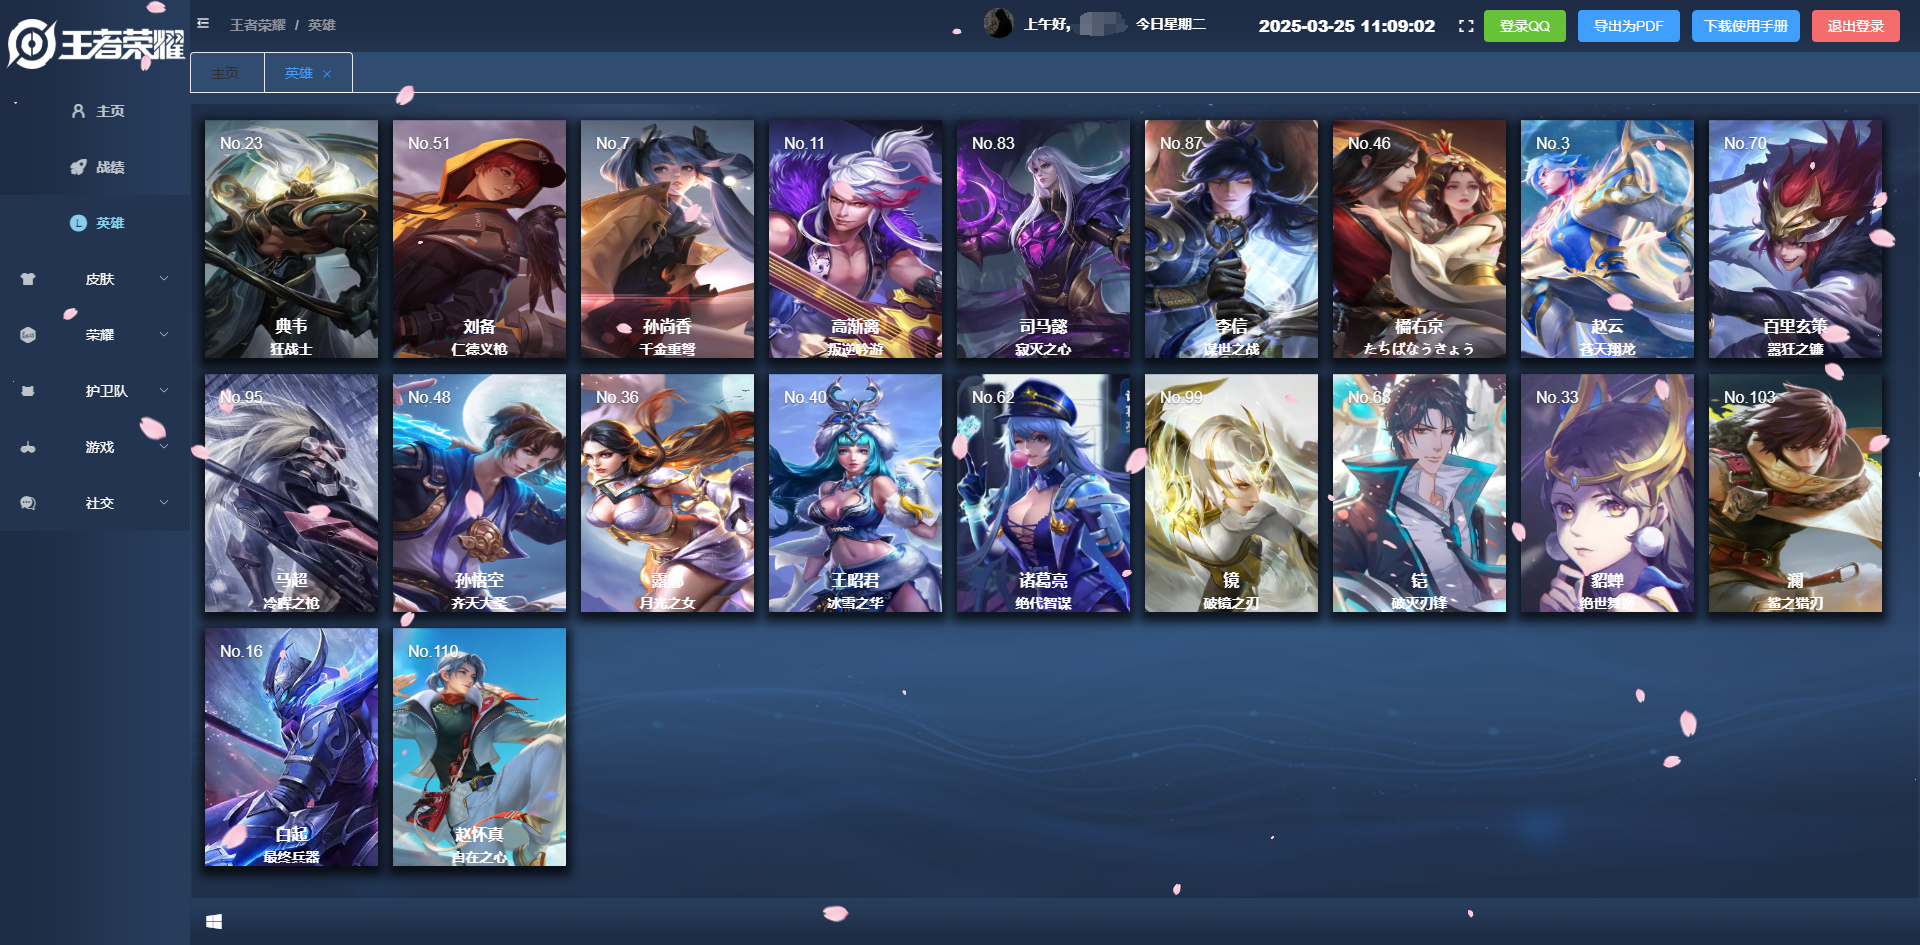 王者荣耀
主页
战绩
英雄
皮肤
荣耀
护卫队
游戏
社交
王者荣耀 / 英雄
上午好,
今日星期二
2025-03-25 11:09:02
登录QQ
导出为PDF
下载使用手册
退出登录
主页
英雄
No.23
典韦
狂战士
No.51
刘备
仁德义枪
No.7
孙尚香
千金重弩
No.11
高渐离
叛逆吟游
No.83
司马懿
寂灭之心
No.87
李信
谋世之战
No.46
橘右京
たちばなうきょう
No.3
赵云
苍天翔龙
No.70
百里玄策
嚣狂之镰
No.95
马超
冷晖之枪
No.48
孙悟空
齐天大圣
No.36
露娜
月光之女
No.40
王昭君
冰雪之华
No.62
诸葛亮
绝代智谋
No.99
镜
破镜之刃
No.68
铠
破灭刃锋
No.33
貂蝉
绝世舞姬
No.103
澜
鲨之猎刃
No.16
白起
最终兵器
No.110
赵怀真
自在之心